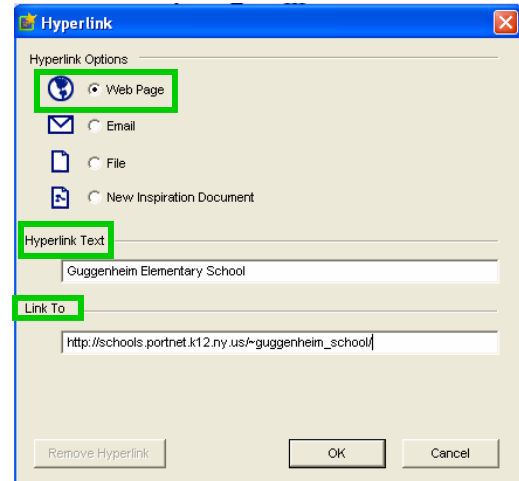 Hyperlink
Hyperlink Options
Web Page
Email
File
New Inspiration Document
Hyperlink Text
Guggenheim Elementary School
Link To
http://schools.portnet.k12.ny.us/~guggenheim_school/
Remove Hyperlink OK Cancel